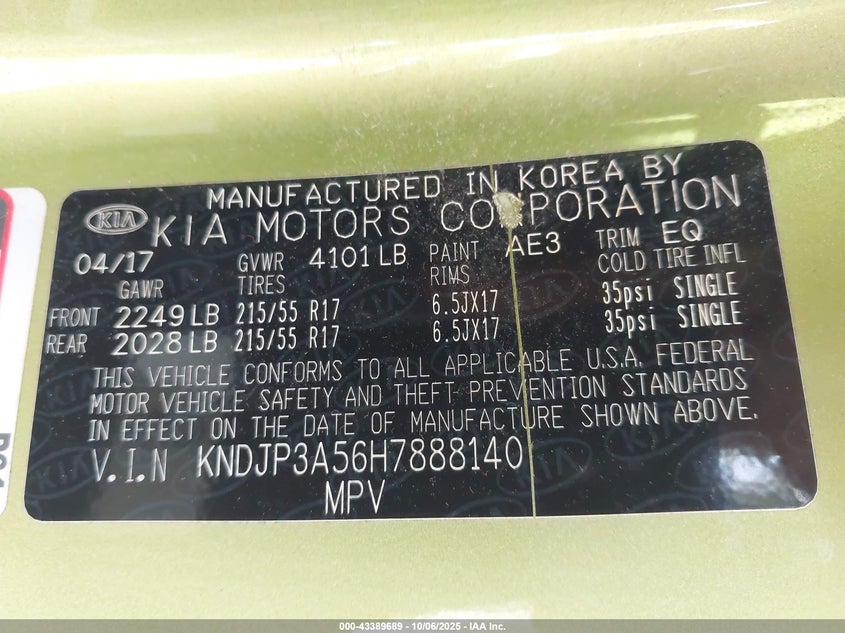 MANUFACTURED IN KOREA BY
KIA KIA MOTORS CORPORATION
04/17 GVWR 4101 LB PAINT AE3 TRIM EQ
GAWR TIRES RIMS COLD TIRE INFL
FRONT 2249 LB 215/55 R17 6.5JX17 35psi SINGLE
REAR 2028 LB 215/55 R17 6.5JX17 35psi SINGLE
THIS VEHICLE CONFORMS TO ALL APPLICABLE U.S.A. FEDERAL
MOTOR VEHICLE SAFETY AND THEFT PREVENTION STANDARDS
IN EFFECT ON THE DATE OF MANUFACTURE SHOWN ABOVE.
V.I.N KNDJP3A56H7888140
MPV
000-43389689 | 10/06/2025 | IAA Inc.